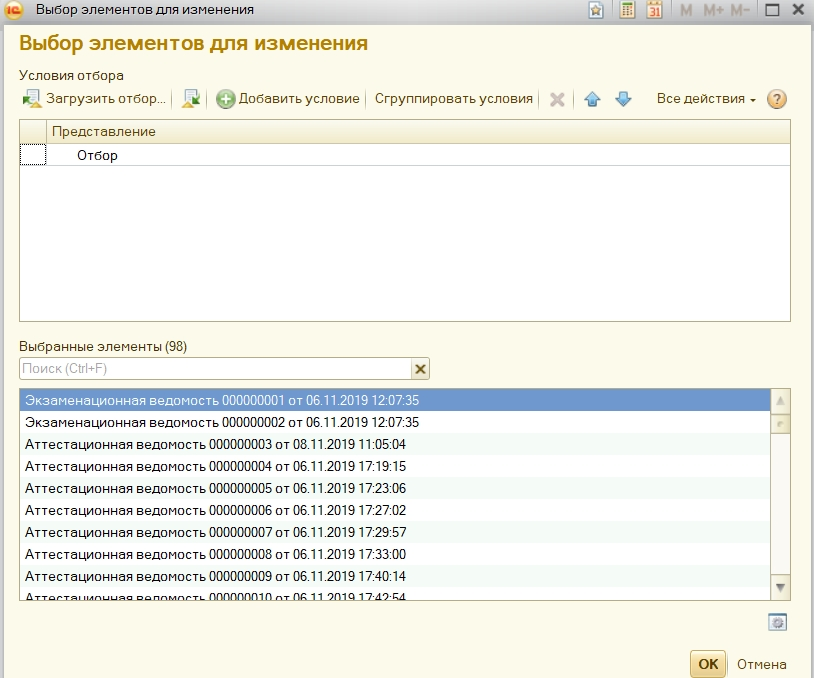 1С Выбор элементов для изменения 31 M M+ M-
Выбор элементов для изменения
Условия отбора
Загрузить отбор... Добавить условие Сгруппировать условия Все действия ?
Представление
Отбор
Выбранные элементы (98)
Поиск (Ctrl+F)
Экзаменационная ведомость 000000001 от 06.11.2019 12:07:35
Экзаменационная ведомость 000000002 от 06.11.2019 12:07:35
Аттестационная ведомость 000000003 от 08.11.2019 11:05:04
Аттестационная ведомость 000000004 от 06.11.2019 17:19:15
Аттестационная ведомость 000000005 от 06.11.2019 17:23:06
Аттестационная ведомость 000000006 от 06.11.2019 17:27:02
Аттестационная ведомость 000000007 от 06.11.2019 17:29:57
Аттестационная ведомость 000000008 от 06.11.2019 17:33:00
Аттестационная ведомость 000000009 от 06.11.2019 17:40:14
Аттестационная ведомость 000000010 от 06.11.2019 17:42:54
OK Отмена